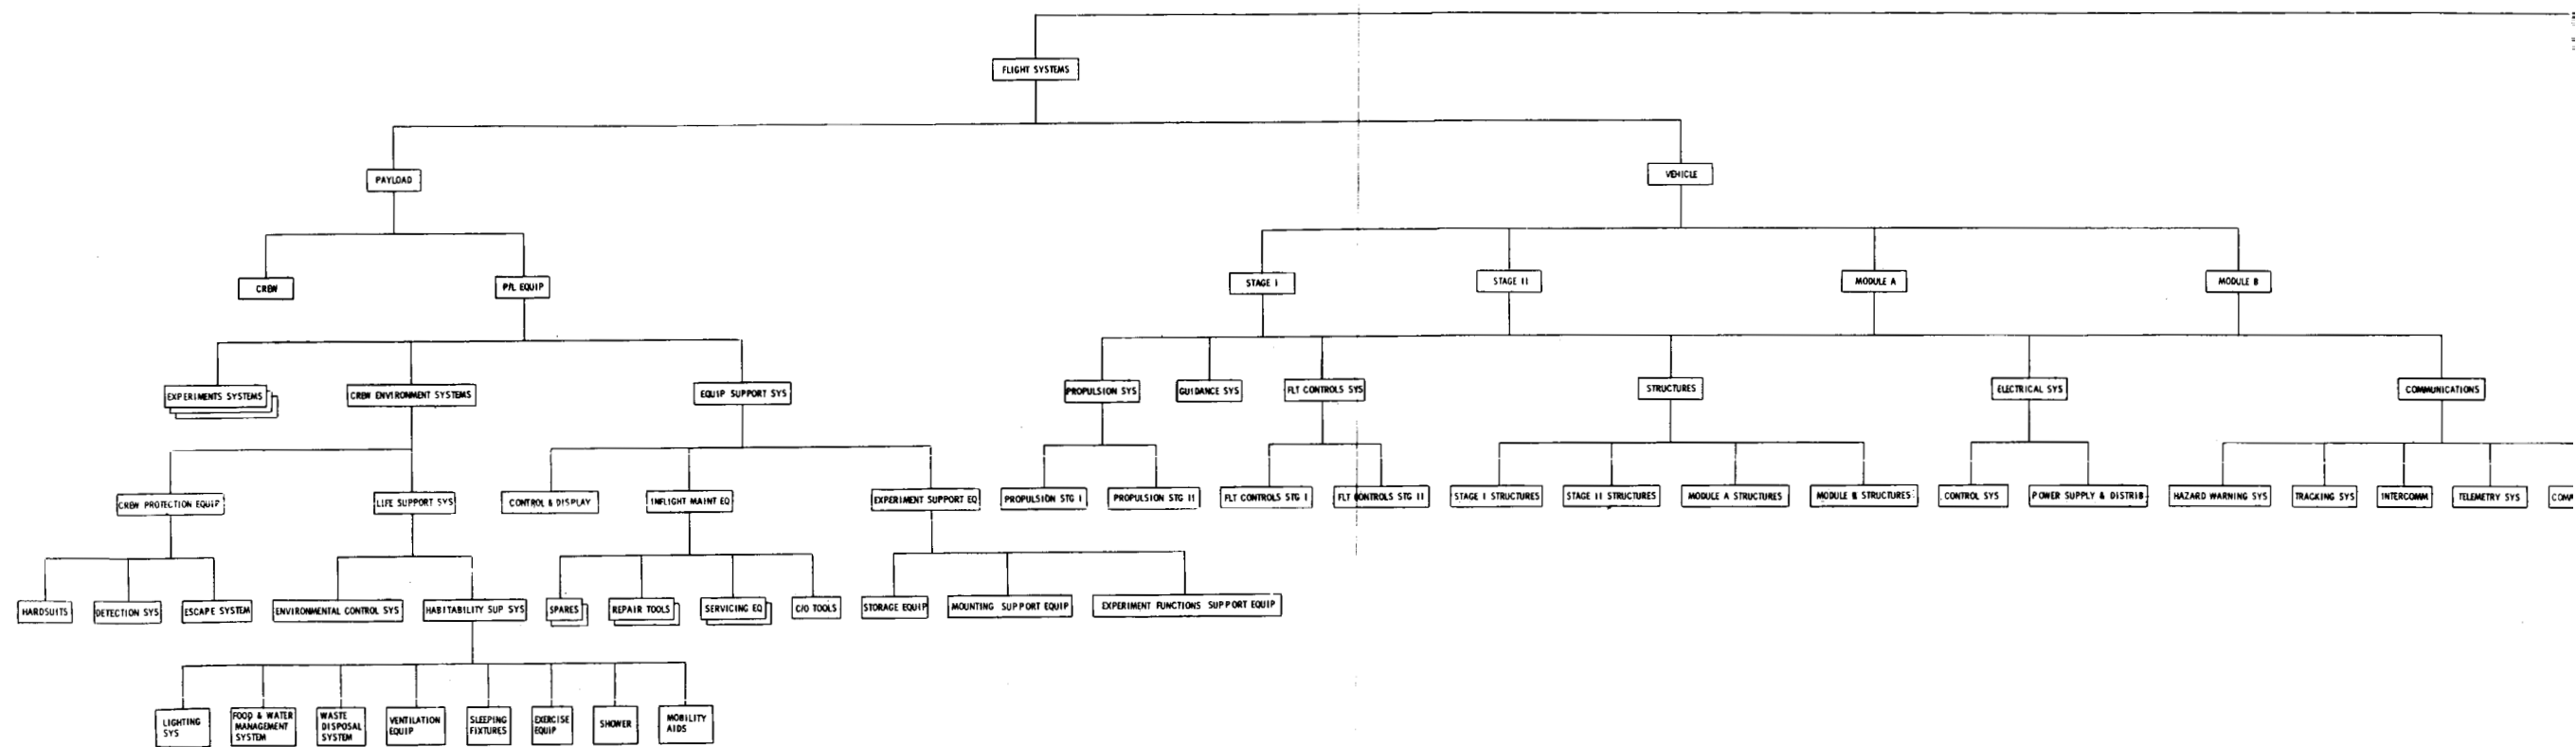 FLIGHT SYSTEMS
PAYLOAD
VEHICLE
CREW
P/L EQUIP
STAGE I
STAGE II
MODULE A
MODULE B
EXPERIMENTS SYSTEMS
CREW ENVIRONMENT SYSTEMS
EQUIP SUPPORT SYS
PROPULSION SYS
GUIDANCE SYS
FLT CONTROLS SYS
STRUCTURES
ELECTRICAL SYS
COMMUNICATIONS
CREW PROTECTION EQUIP
LIFE SUPPORT SYS
CONTROL & DISPLAY
INFLIGHT MAINT EQ
EXPERIMENT SUPPORT EQ
PROPULSION STG I
PROPULSION STG II
FLT CONTROLS STG I
FLT CONTROLS STG II
STAGE I STRUCTURES
STAGE II STRUCTURES
MODULE A STRUCTURES
MODULE B STRUCTURES
CONTROL SYS
POWER SUPPLY & DISTRIB
HAZARD WARNING SYS
TRACKING SYS
INTERCOMM
TELEMETRY SYS
HARDSUITS
DETECTION SYS
ESCAPE SYSTEM
ENVIRONMENTAL CONTROL SYS
HABITABILITY SUP SYS
SPARES
REPAIR TOOLS
SERVICING EQ
C/O TOOLS
STORAGE EQUIP
MOUNTING SUPPORT EQUIP
EXPERIMENT FUNCTIONS SUPPORT EQUIP
LIGHTING
SYS
FOOD & WATER
MANAGEMENT
SYSTEM
WASTE
DISPOSAL
SYSTEM
VENTILATION
EQUIP
SLEEPING
FIXTURES
EXERCISE
EQUIP
SHOWER
MOBILITY
AIDS